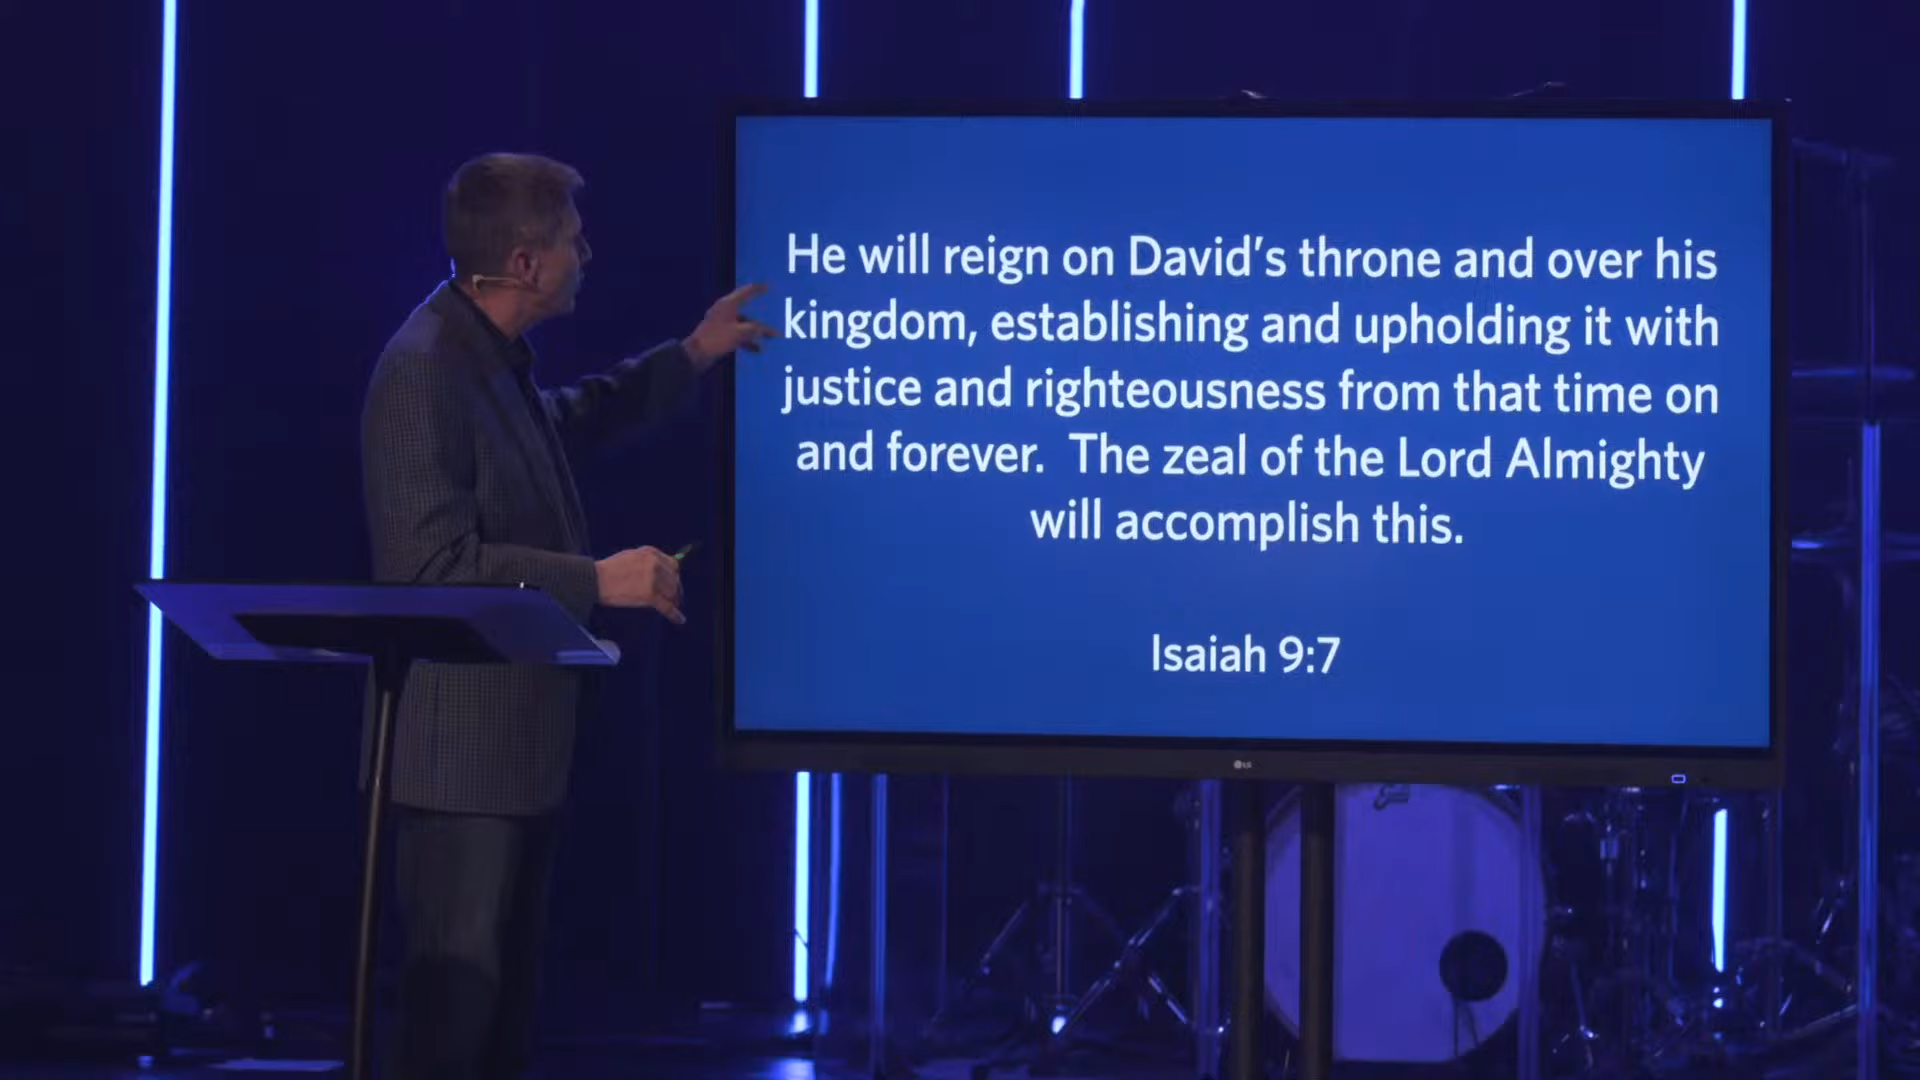 He will reign on David's throne and over his
kingdom, establishing and upholding it with
justice and righteousness from that time on
and forever.  The zeal of the Lord Almighty
will accomplish this.
Isaiah 9:7
LG